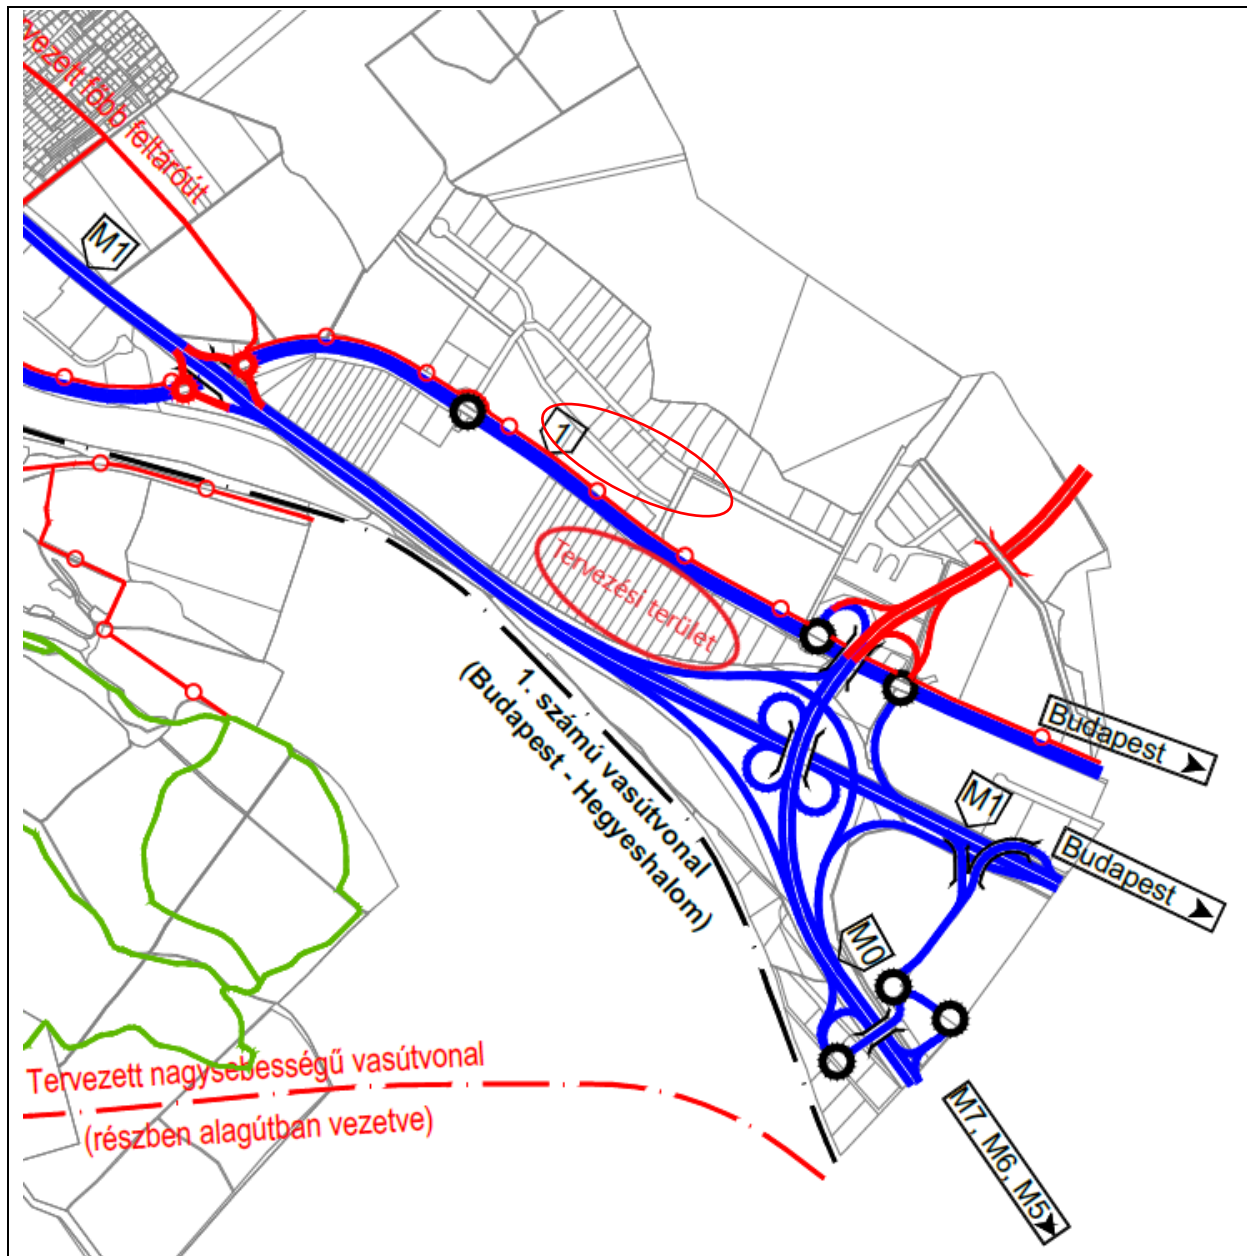 vezett főbb feltáróút
M1
1
Tervezési terület
1. számú vasútvonal
(Budapest - Hegyeshalom)
Budapest
M1
Budapest
M0
Tervezett nagysebességű vasútvonal
(részben alagútban vezetve)
M7, M6, M5